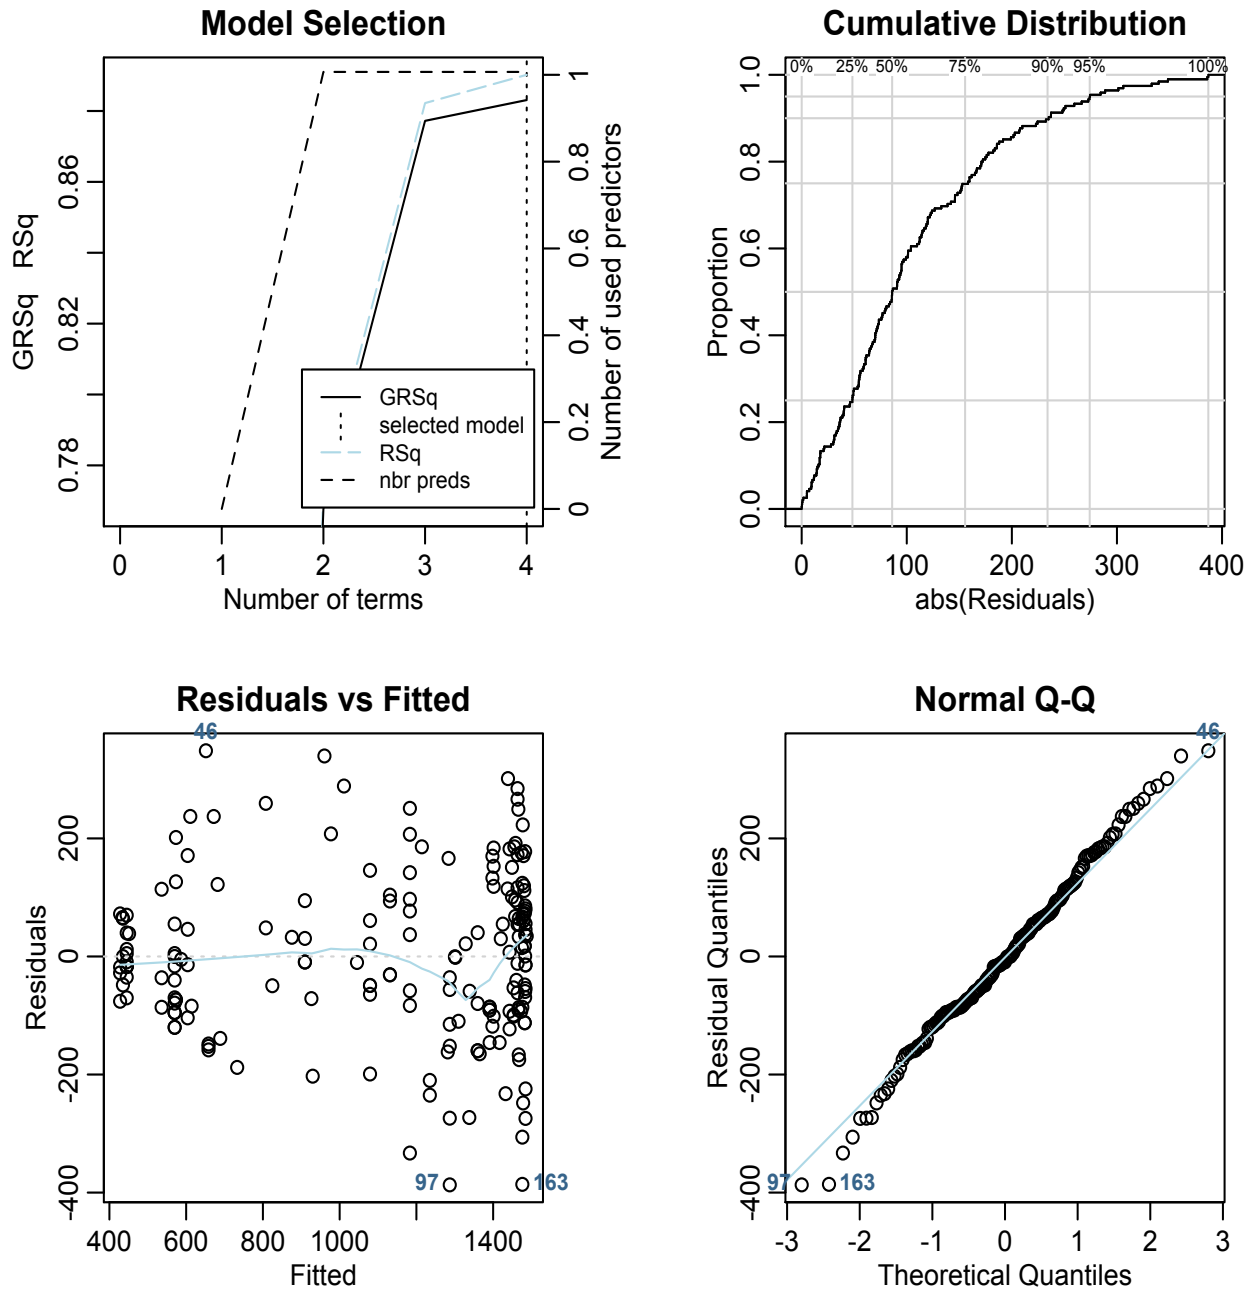 Model Selection
GRSq RSq
0.78 0.82 0.86
Number of used predictors
0 0.2 0.4 0.6 0.8 1
GRSq
selected model
RSq
nbr preds
0 1 2 3 4
Number of terms
Cumulative Distribution
0% 25% 50% 75% 90% 95% 100%
Proportion
0.0 0.2 0.4 0.6 0.8 1.0
0 100 200 300 400
abs(Residuals)
Residuals vs Fitted
46
Residuals
-400 -200 0 200
97 163
400 600 800 1000 1400
Fitted
Normal Q-Q
46
Residual Quantiles
-400 -200 0 200
97 163
-3 -2 -1 0 1 2 3
Theoretical Quantiles